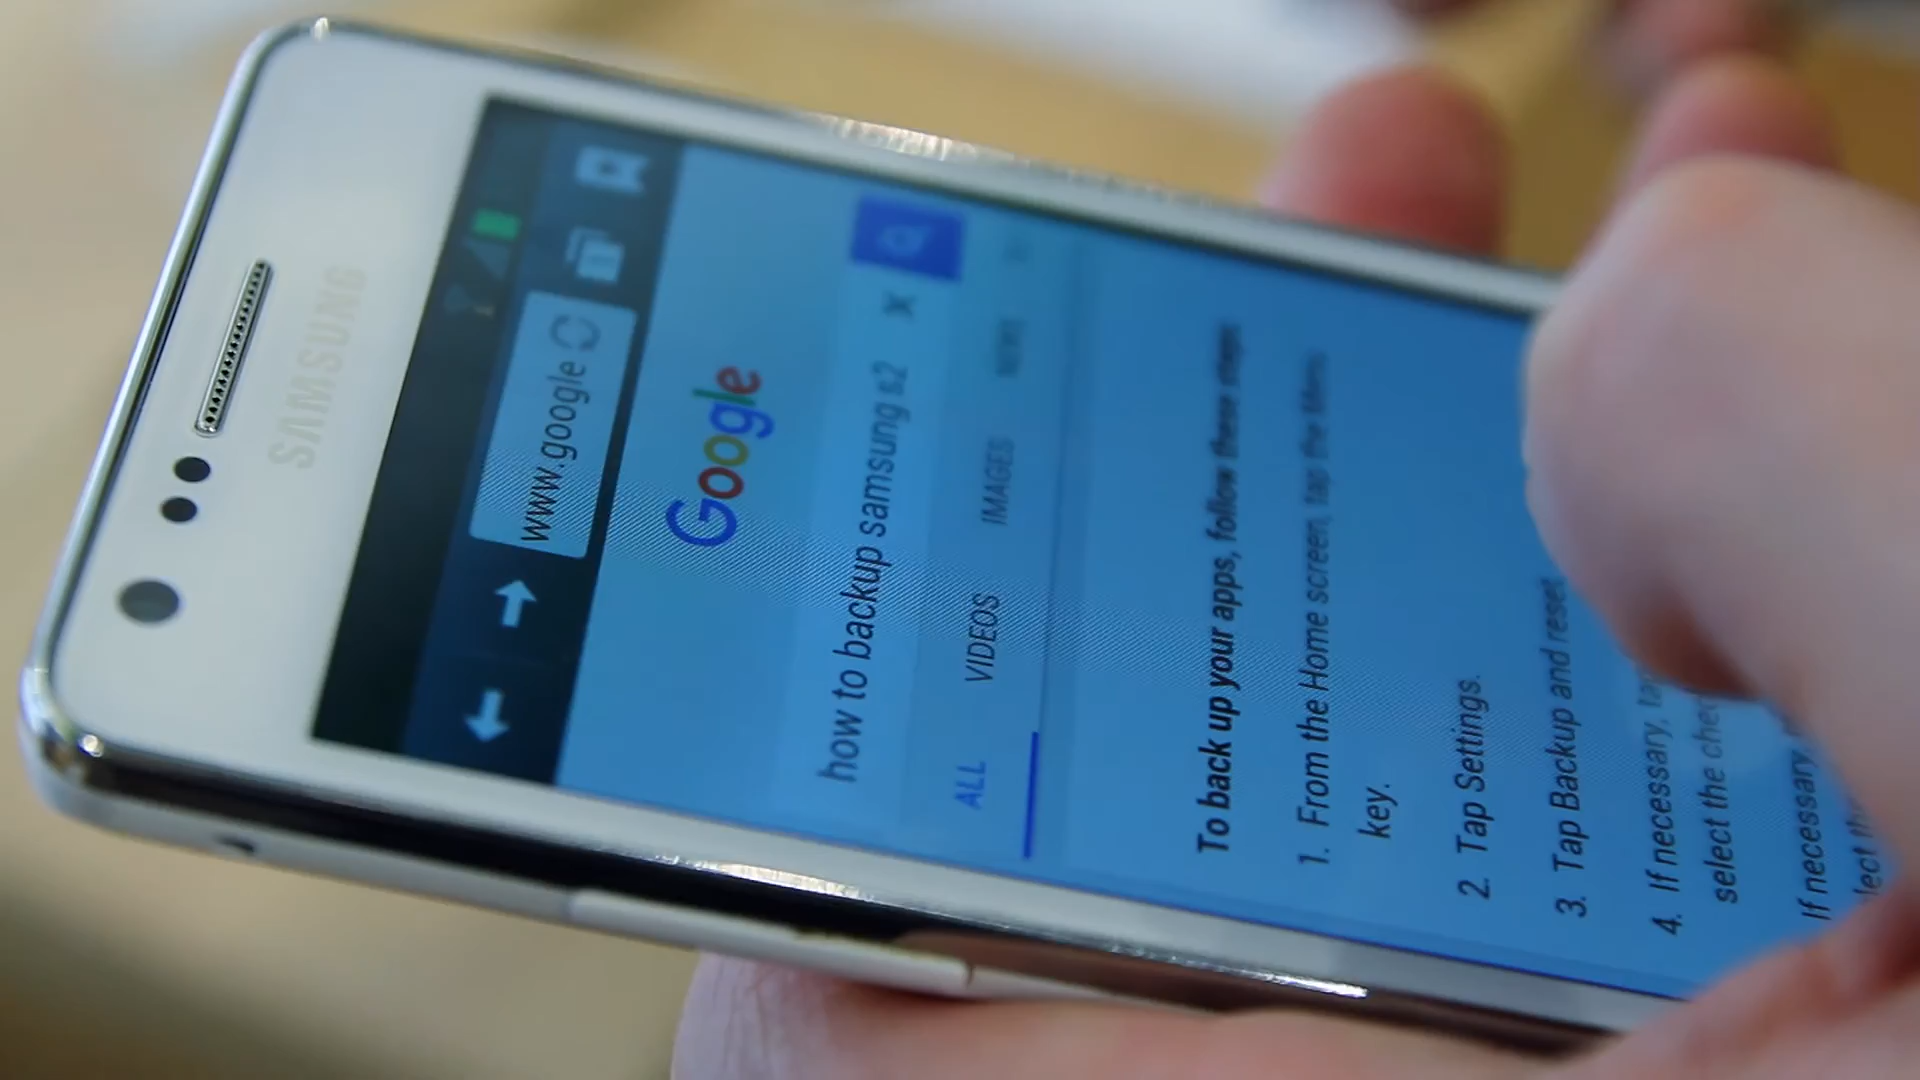 SAMSUNG
www.google
Google
how to backup samsung s2 X
ALL VIDEOS IMAGES NEWS
To back up your apps, follow these steps
1. From the Home screen, tap the Menu
key.
2. Tap Settings.
3. Tap Backup and reset.
4. If necessary,
select the
If necessary